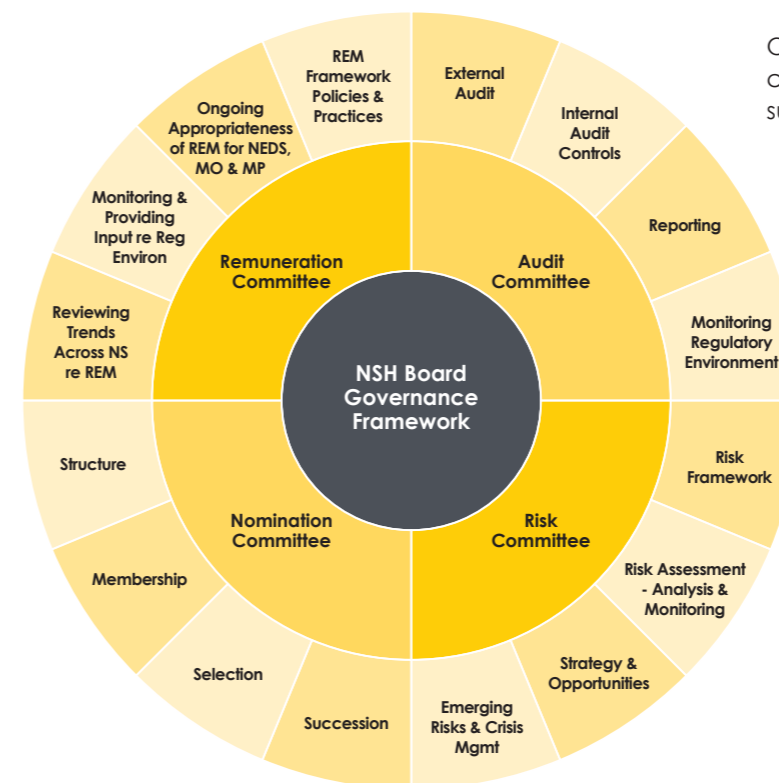 REM
Framework
Policies &
Practices
External
Audit
Internal
Audit
Controls
Reporting
Monitoring
Regulatory
Environment
Risk
Framework
Risk Assessment
- Analysis &
Monitoring
Strategy &
Opportunities
Emerging
Risks & Crisis
Mgmt
Succession
Selection
Membership
Structure
Reviewing
Trends
Across NS
re REM
Monitoring &
Providing
Input re Reg
Environ
Ongoing
Appropriateness
of REM for NEDS,
MO & MP
Remuneration
Committee
Audit
Committee
Risk
Committee
Nomination
Committee
NSH Board
Governance
Framework